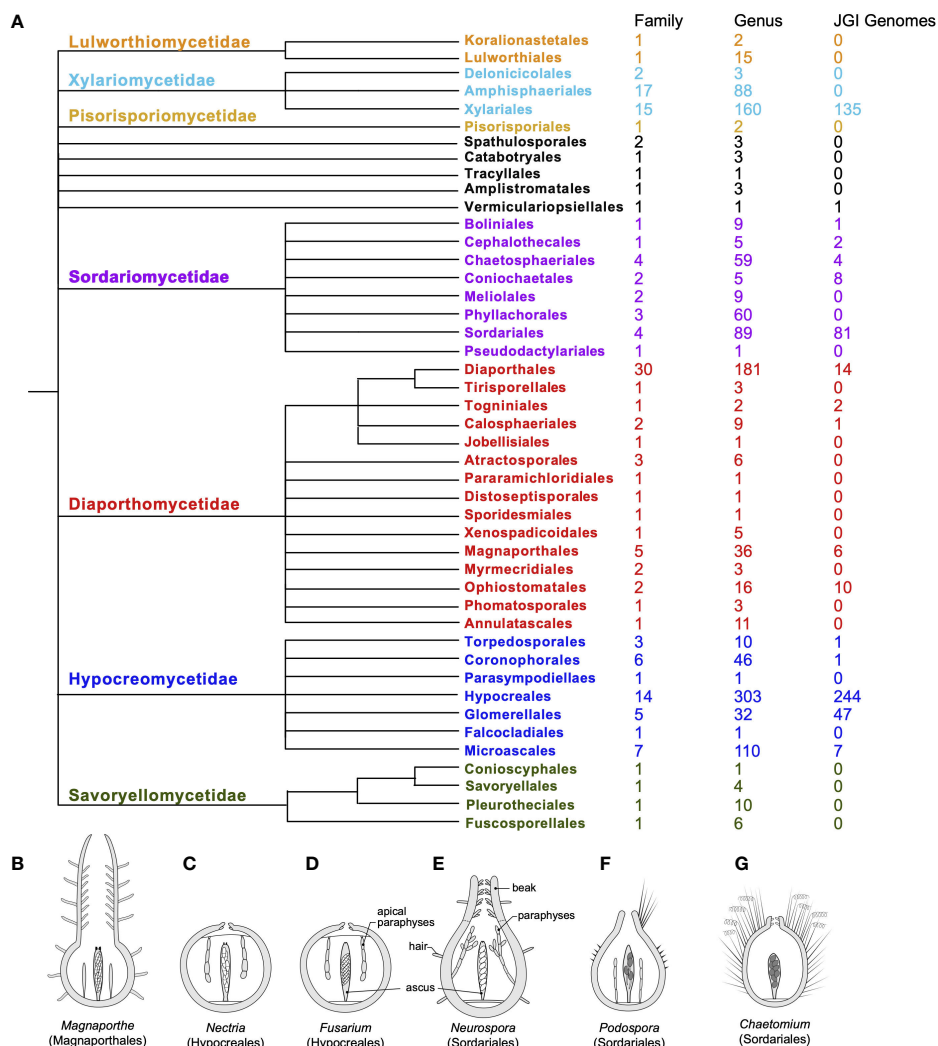 A Family Genus JGI Genomes
Lulworthiomycetidae
Koralionastetales 1 2 0
Lulworthiales 1 15 0
Xylariomycetidae
Delonicicolales 2 3 0
Amphisphaeriales 17 88 0
Xylariales 15 160 135
Pisorisporiomycetidae
Pisorisporiales 1 2 0
Spathulosporales 2 3 0
Catabotryales 1 3 0
Tracyllales 1 1 0
Amplistromatales 1 3 0
Vermiculariopsiellales 1 1 1
Sordariomycetidae
Boliniales 1 9 1
Cephalothecales 1 5 2
Chaetosphaeriales 4 59 4
Coniochaetales 2 5 8
Meliolales 2 9 0
Phyllachorales 3 60 0
Sordariales 4 89 81
Pseudodactylariales 1 1 0
Diaporthomycetidae
Diaporthales 30 181 14
Tirisporellales 1 3 0
Togniniales 1 2 2
Calosphaeriales 2 9 1
Jobellisiales 1 1 0
Atractosporales 3 6 0
Pararamichloridiales 1 1 0
Distoseptisporales 1 1 0
Sporidesmiales 1 1 0
Xenospadicoidales 1 5 0
Magnaporthales 5 36 6
Myrmecridiales 2 3 0
Ophiostomatales 2 16 10
Phomatosporales 1 3 0
Annulatascales 1 11 0
Hypocreomycetidae
Torpedosporales 3 10 1
Coronophorales 6 46 1
Parasympodiellaes 1 1 0
Hypocreales 14 303 244
Glomerellales 5 32 47
Falcocladiales 1 1 0
Microascales 7 110 7
Savoryellomycetidae
Conioscyphales 1 1 0
Savoryellales 1 4 0
Pleurotheciales 1 10 0
Fuscosporellales 1 6 0
B C D E F G
beak
apical
paraphyses
paraphyses
hair
ascus
Magnaporthe
(Magnaporthales)
Nectria
(Hypocreales)
Fusarium
(Hypocreales)
Neurospora
(Sordariales)
Podospora
(Sordariales)
Chaetomium
(Sordariales)